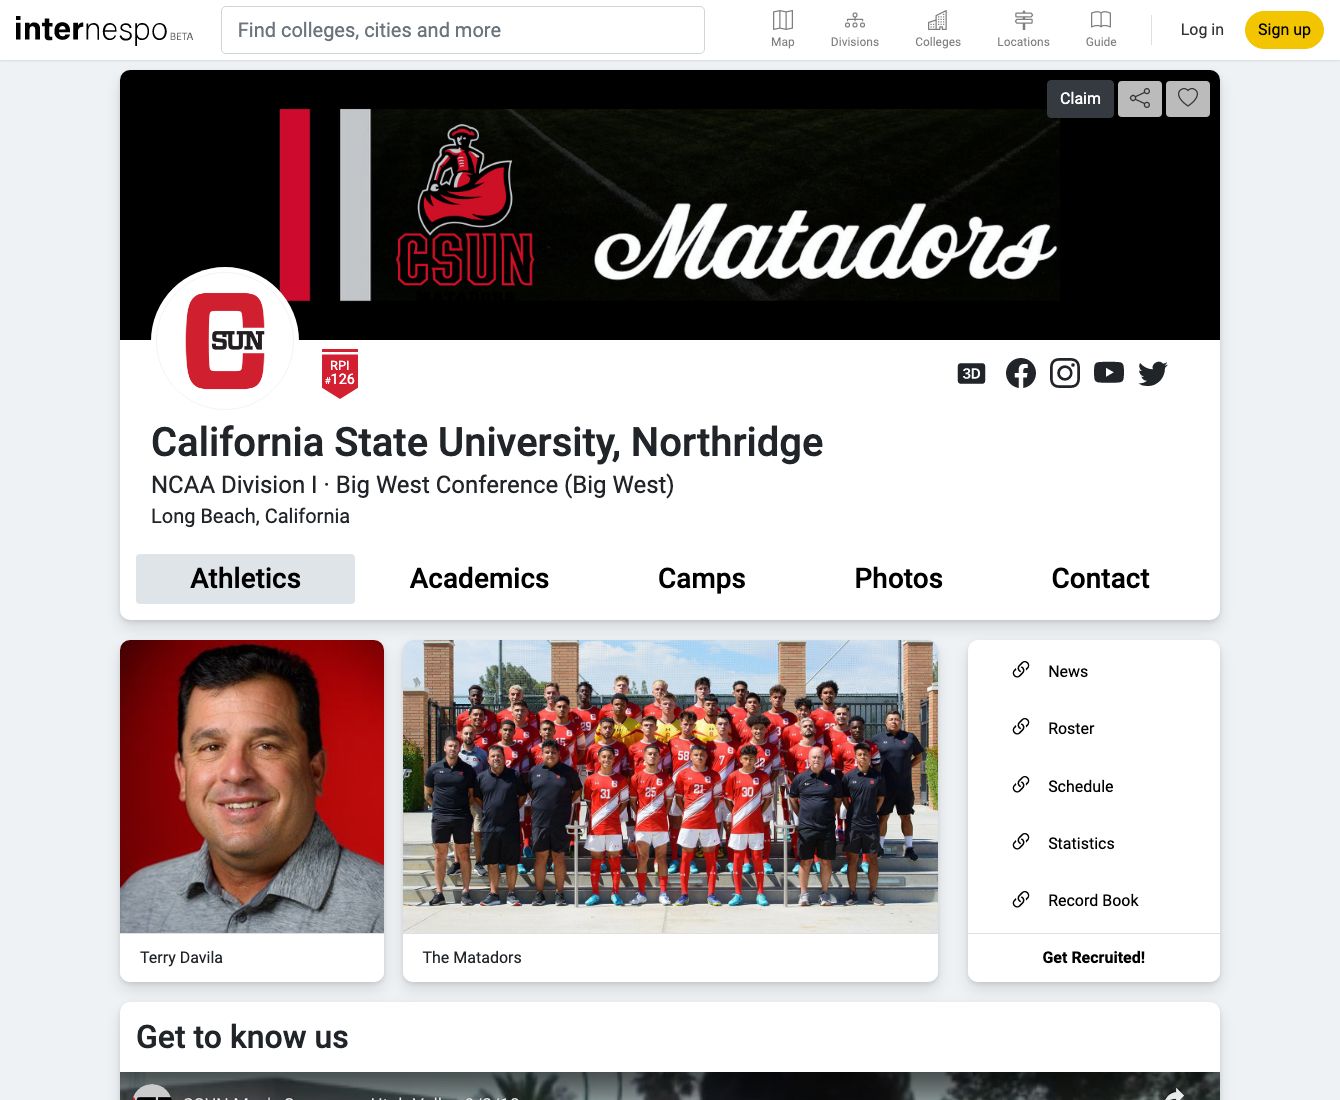 internespo BETA
Find colleges, cities and more
Map
Divisions
Colleges
Locations
Guide
Log in
Sign up
Claim
CSUN
Matadors
CSUN
RPI
#126
3D
California State University, Northridge
NCAA Division I · Big West Conference (Big West)
Long Beach, California
Athletics
Academics
Camps
Photos
Contact
News
Roster
Schedule
Statistics
Record Book
Terry Davila
The Matadors
Get Recruited!
Get to know us